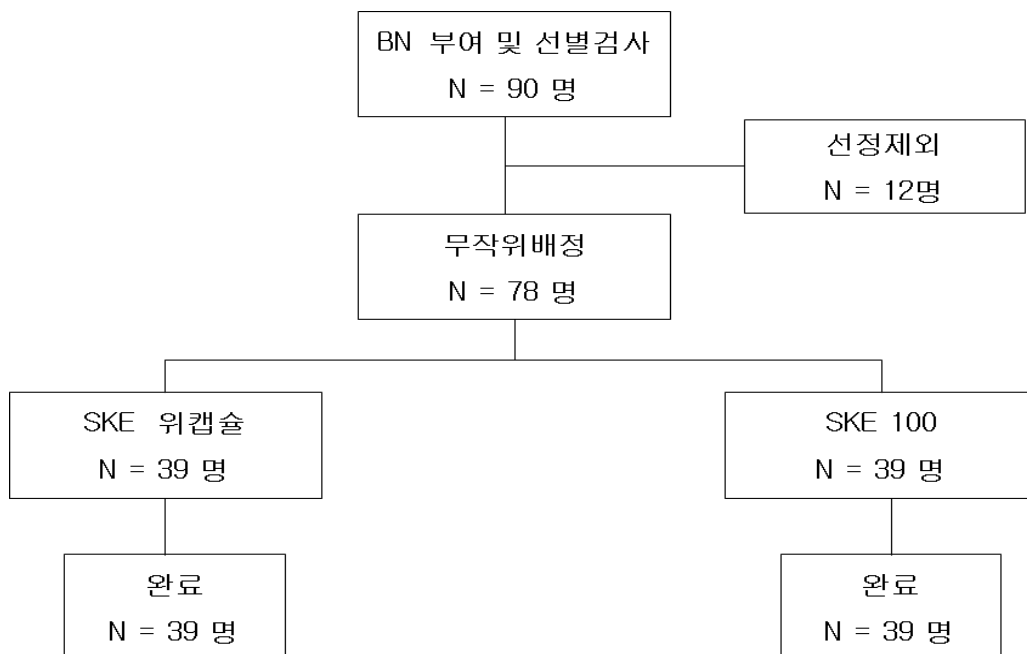 BN 부여 및 선별검사
N = 90 명
선정제외
N = 12명
무작위배정
N = 78 명
SKE 위캡슐
N = 39 명
SKE 100
N = 39 명
완료
N = 39 명
완료
N = 39 명